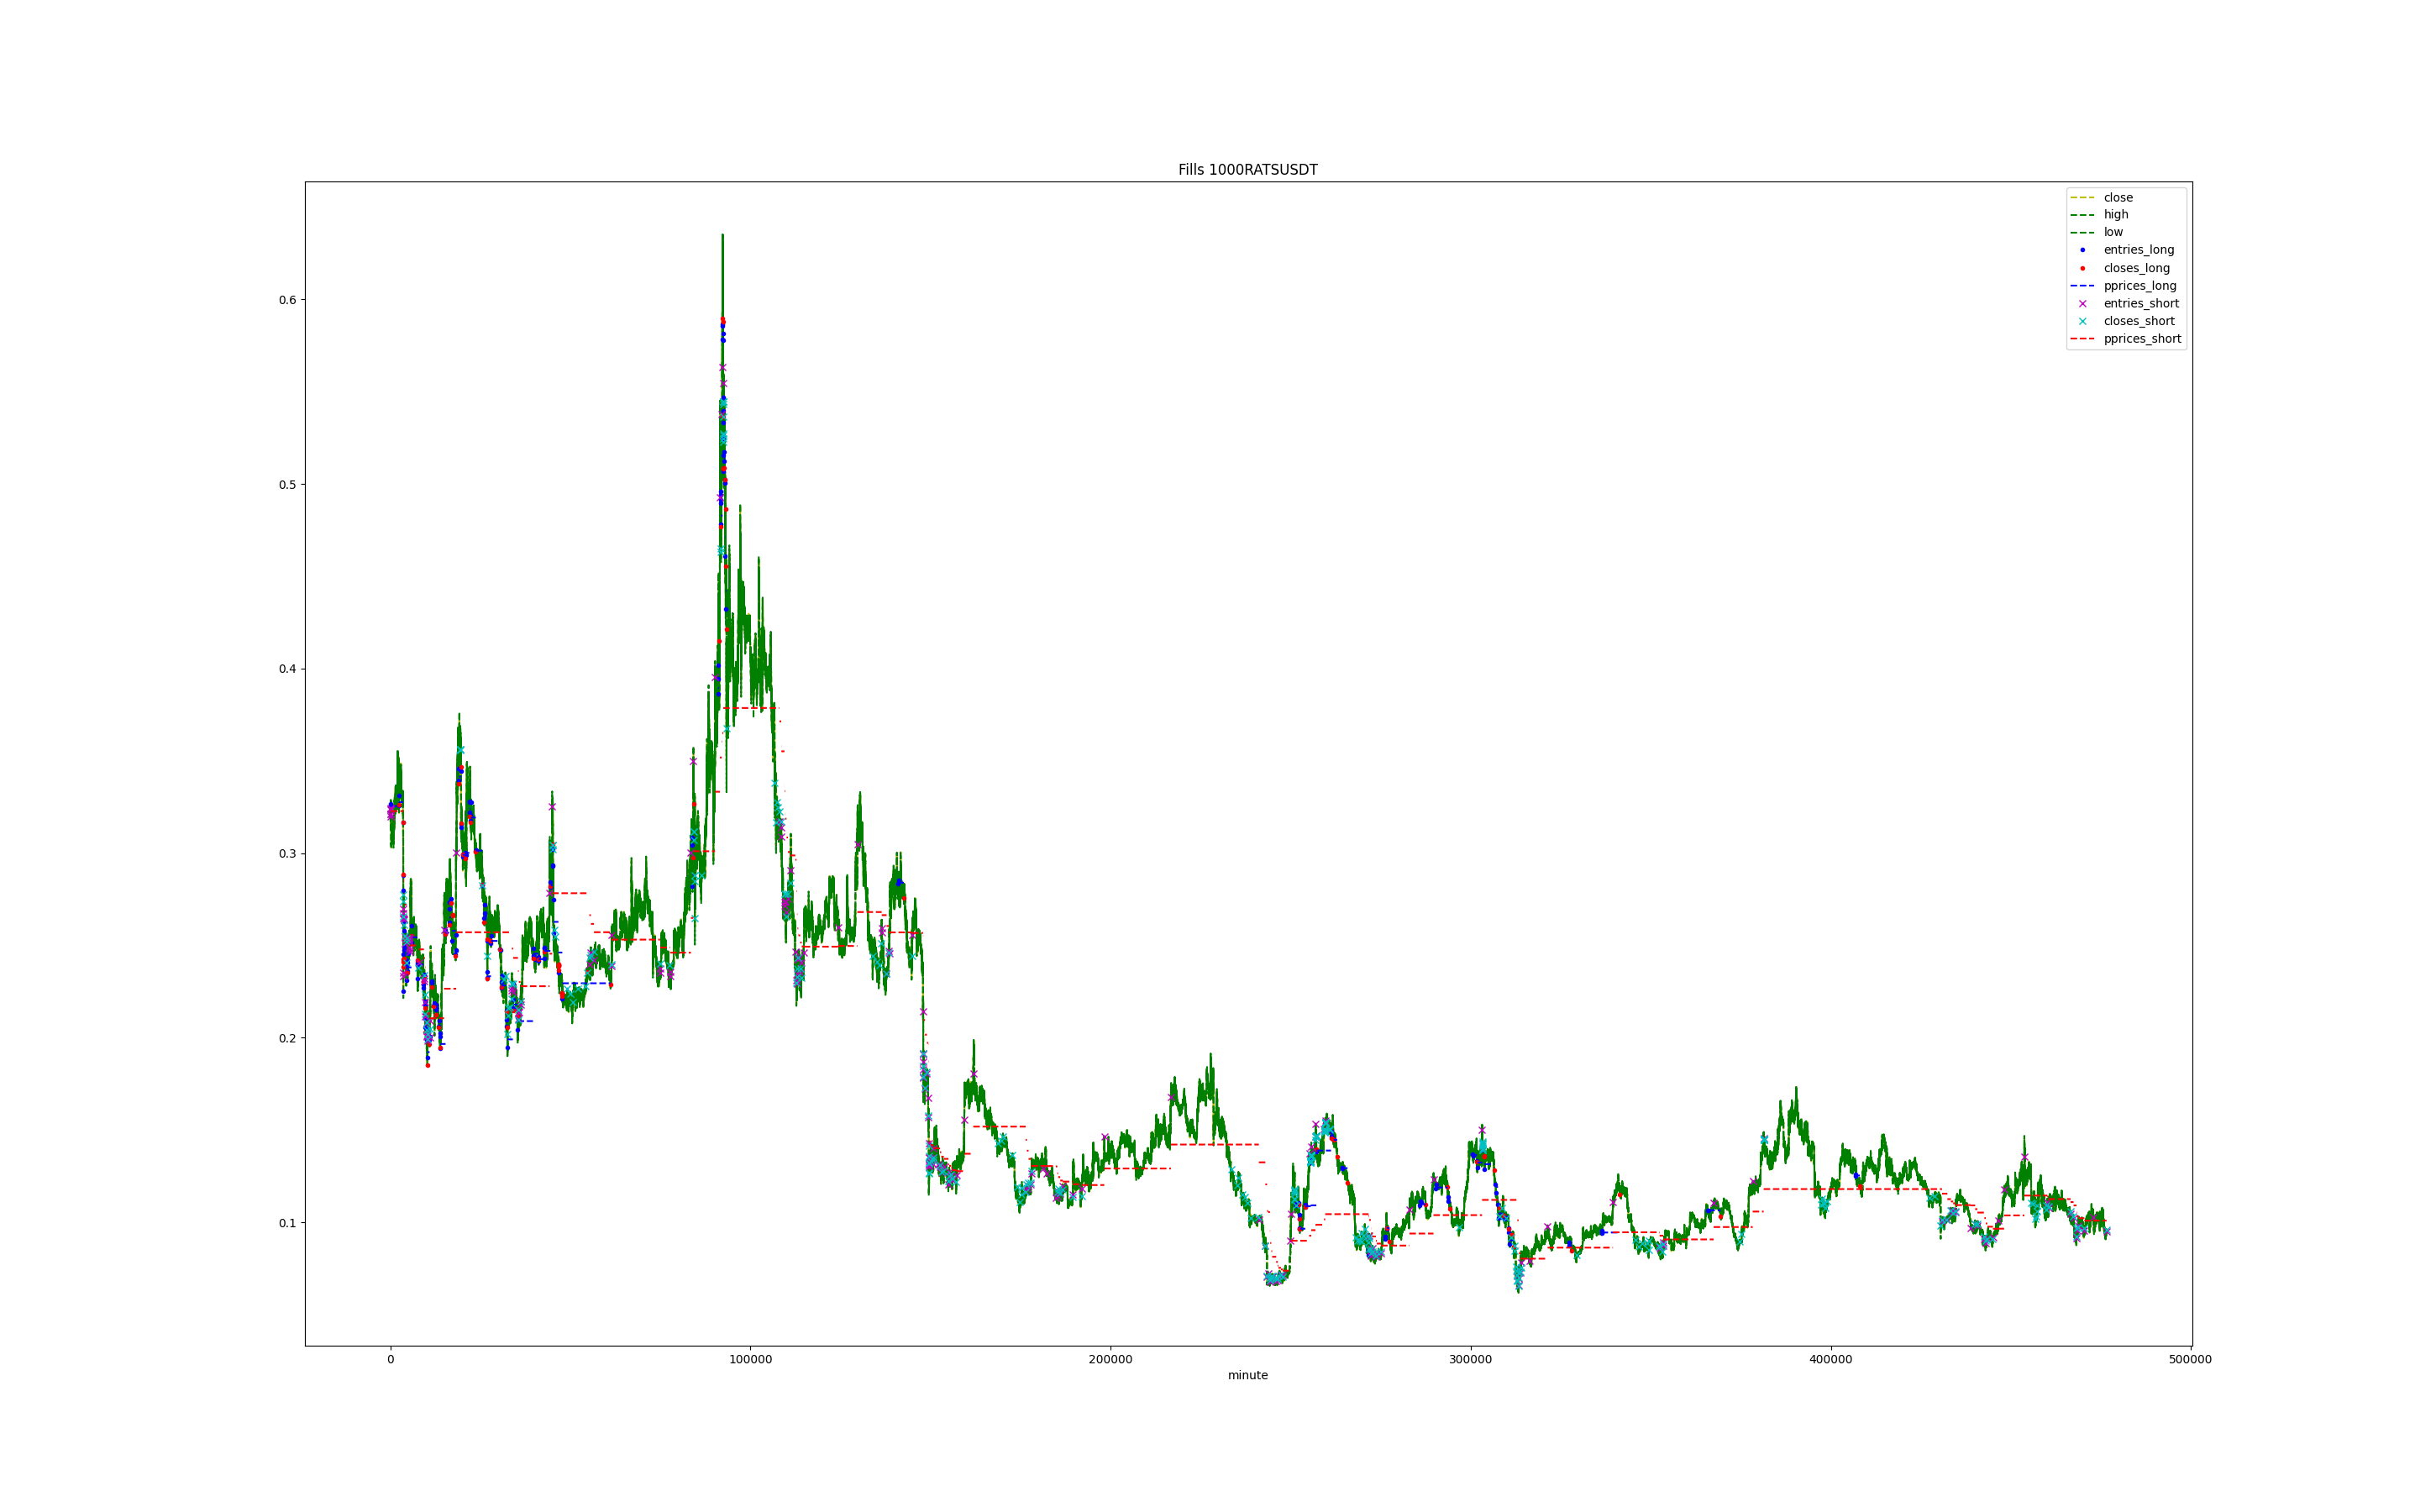 Fills 1000RATSUSDT
close
high
low
entries_long
closes_long
pprices_long
entries_short
closes_short
pprices_short
0.6
0.5
0.4
0.3
0.2
0.1
0 100000 200000 300000 400000 500000
minute